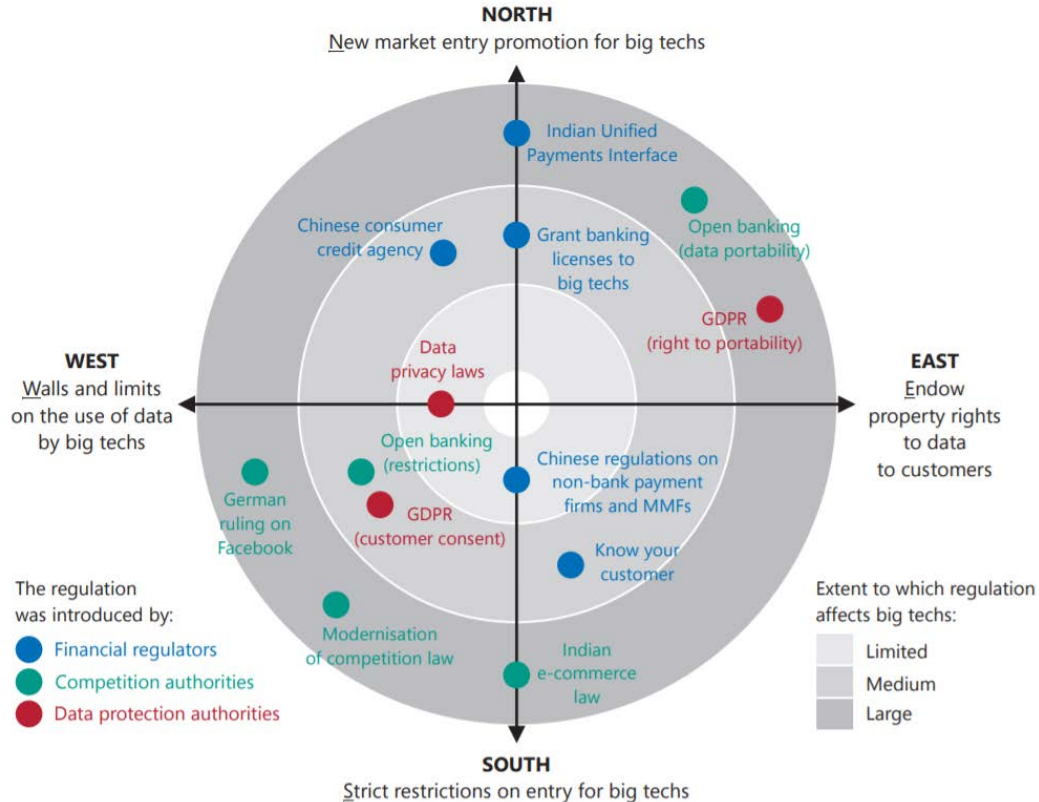 NORTH
New market entry promotion for big techs
Indian Unified
Payments Interface
Chinese consumer
credit agency
Grant banking
licenses to
big techs
Open banking
(data portability)
GDPR
(right to portability)
Data
privacy laws
WEST
Walls and limits
on the use of data
by big techs
EAST
Endow
property rights
to data
to customers
Open banking
(restrictions)
Chinese regulations on
non-bank payment
firms and MMFs
German
ruling on
Facebook
GDPR
(customer consent)
Know your
customer
Modernisation
of competition law
Indian
e-commerce
law
The regulation
was introduced by:
Financial regulators
Competition authorities
Data protection authorities
Extent to which regulation
affects big techs:
Limited
Medium
Large
SOUTH
Strict restrictions on entry for big techs